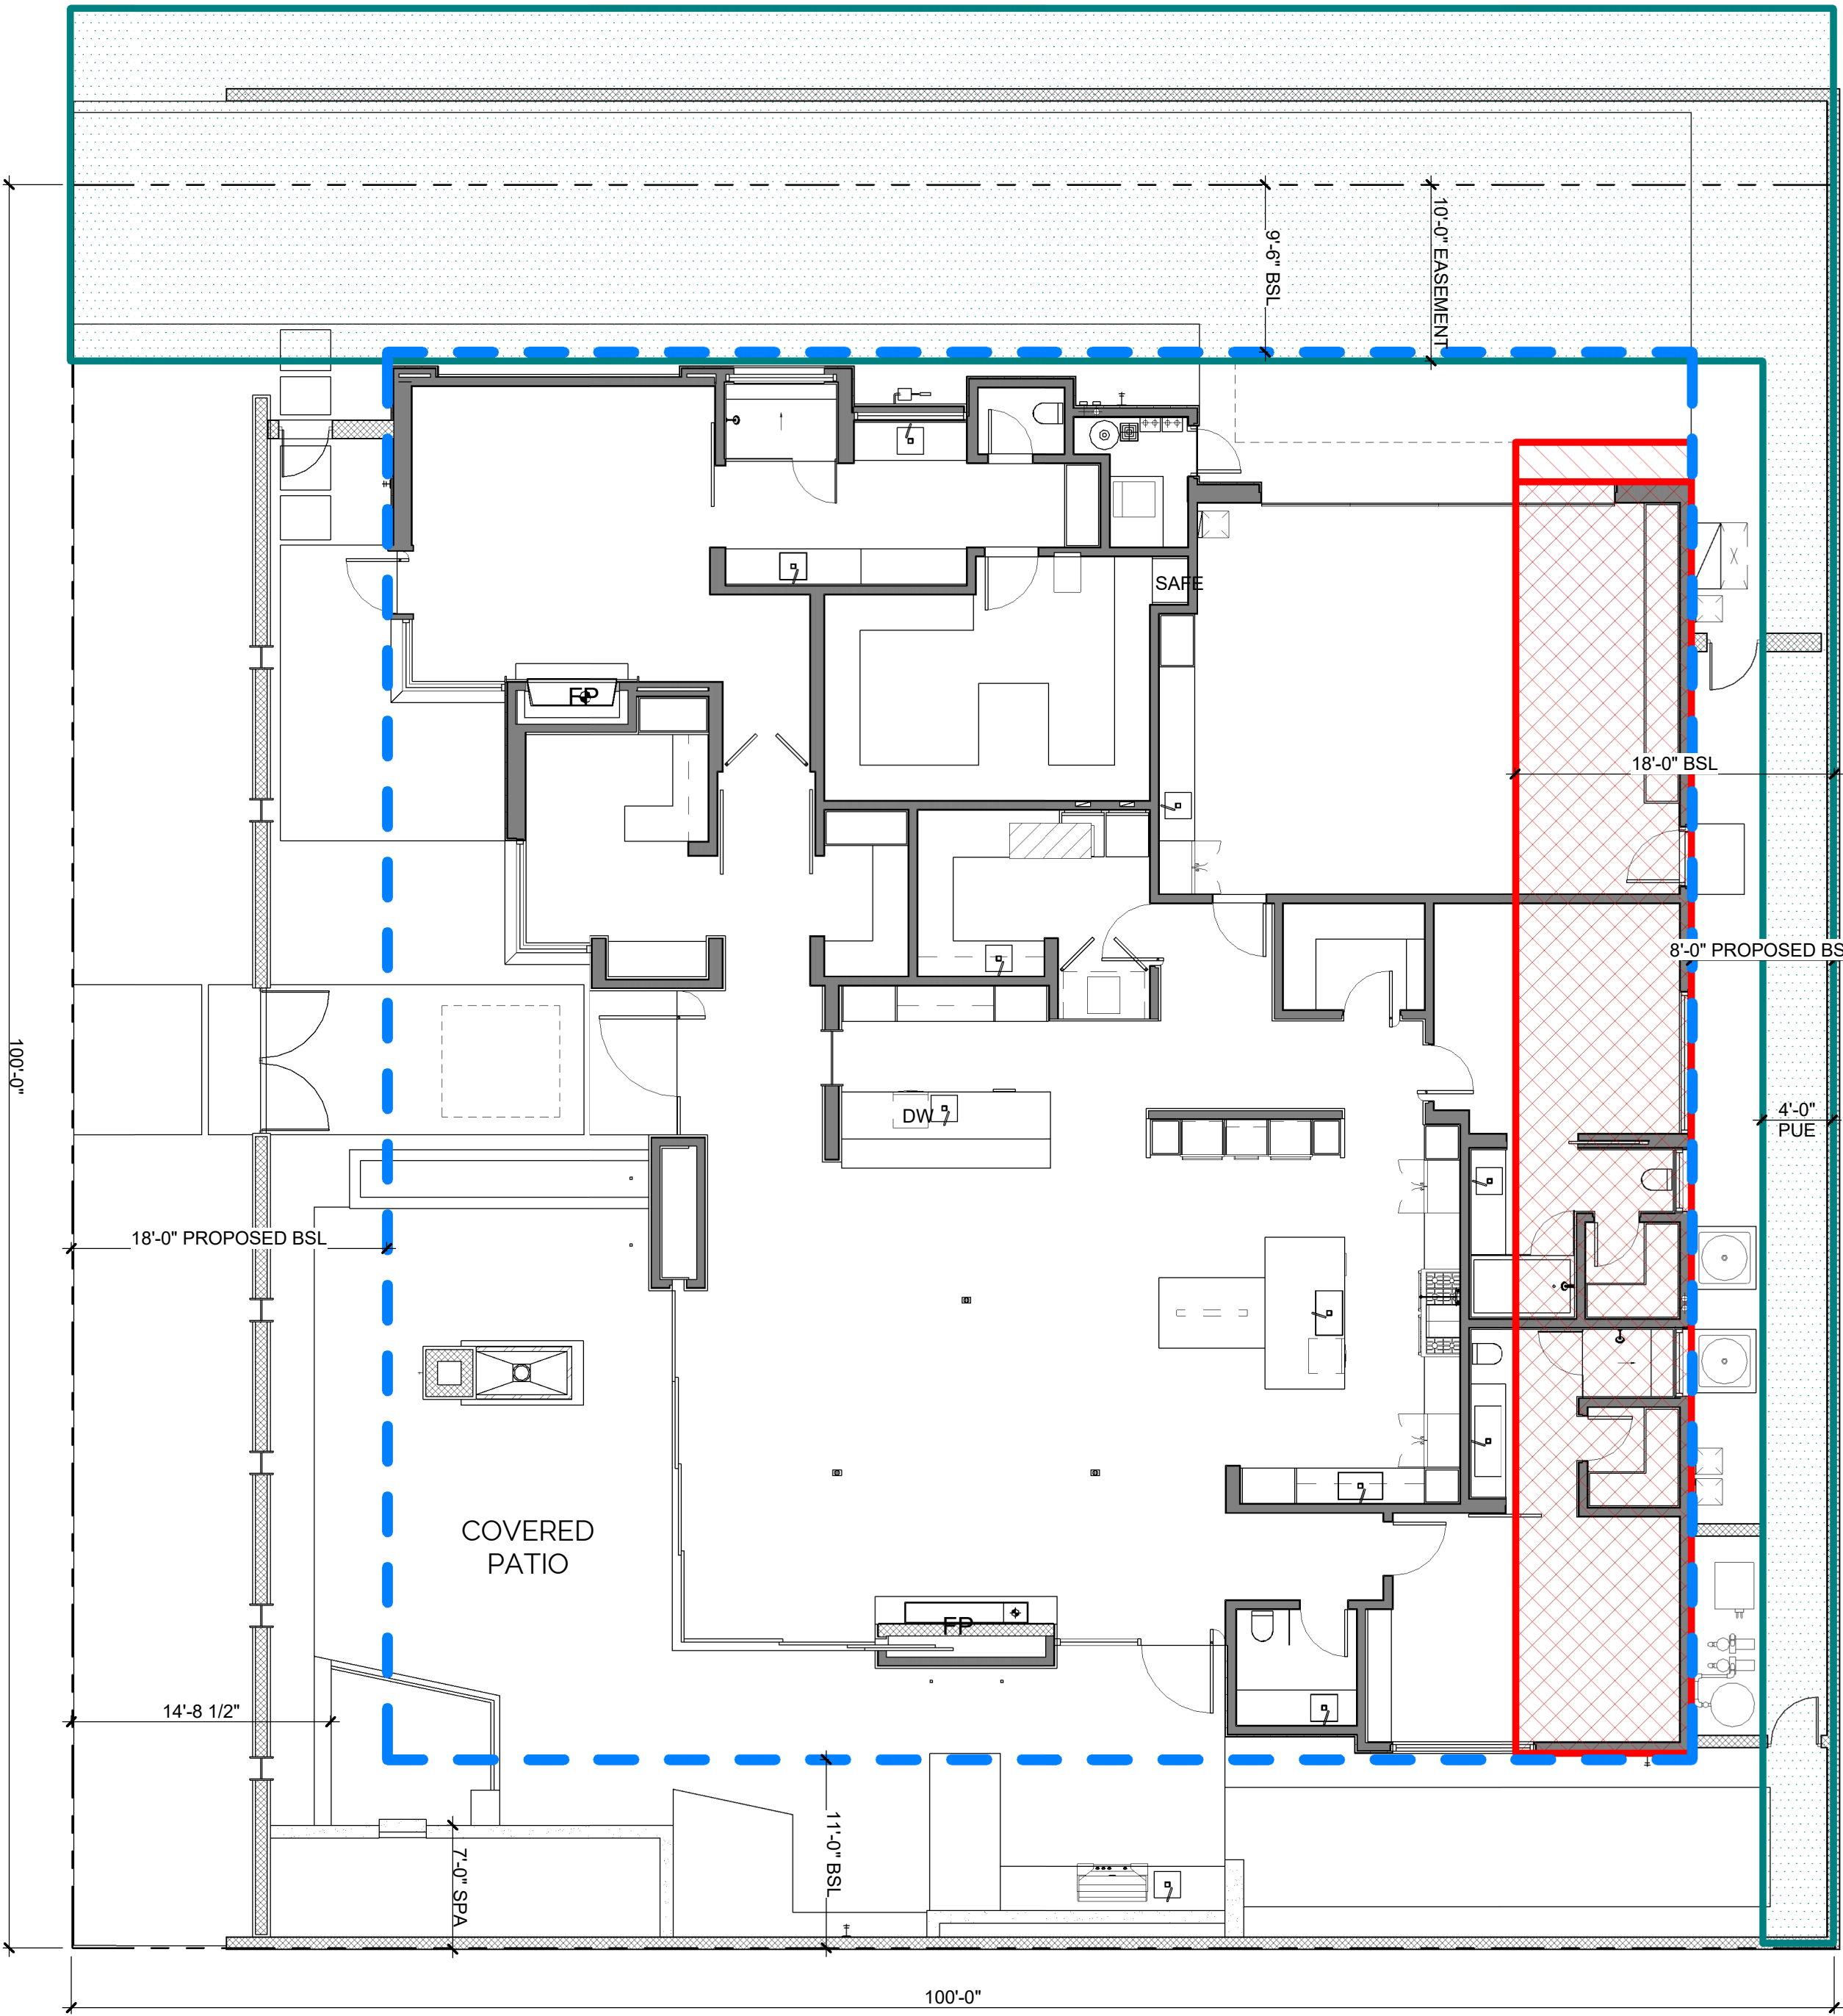 9'-6" BSL
10'-0" EASEMENT
SAFE
FP
18'-0" BSL
8'-0" PROPOSED BS
100'-0"
DW
4'-0"
PUE
18'-0" PROPOSED BSL
COVERED
PATIO
FP
14'-8 1/2"
11'-0" BSL
7'-0" SPA
100'-0"